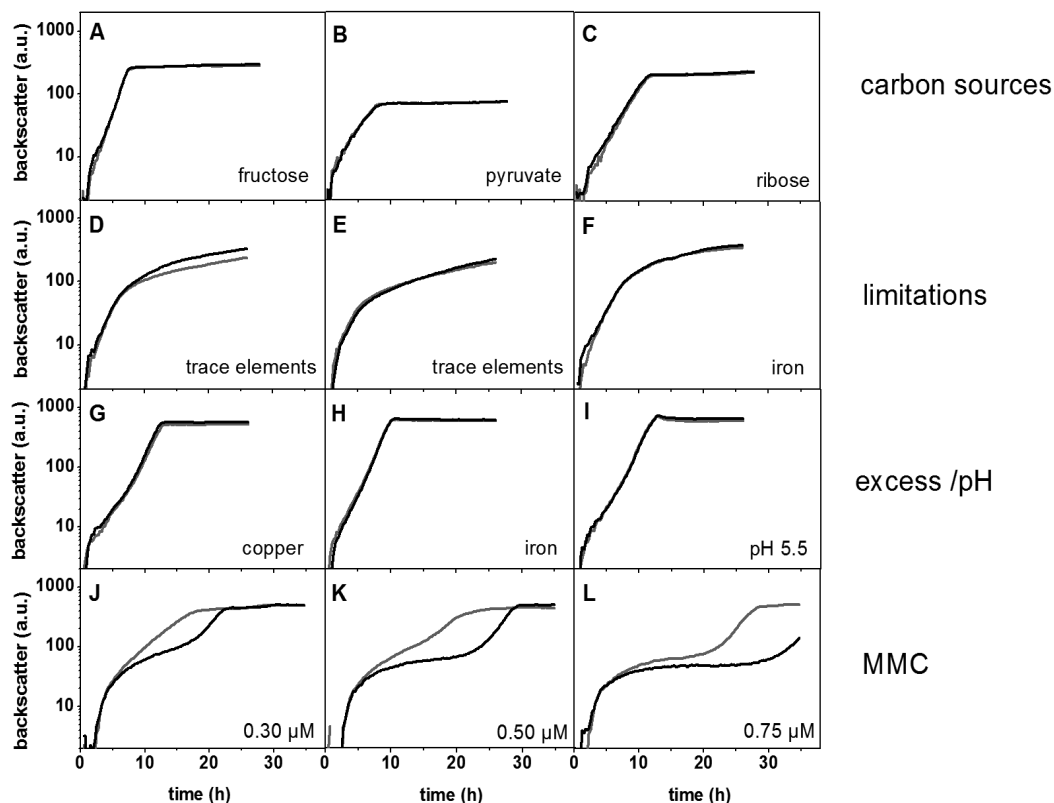 backscatter (a.u.)
1000
100
10
A
fructose
B
pyruvate
C
ribose
carbon sources
backscatter (a.u.)
1000
100
10
D
trace elements
E
trace elements
F
iron
limitations
backscatter (a.u.)
1000
100
10
G
copper
H
iron
I
pH 5.5
excess /pH
backscatter (a.u.)
1000
100
10
J
0.30 µM
K
0.50 µM
L
0.75 µM
MMC
0 10 20 30
0 10 20 30
0 10 20 30
time (h)
time (h)
time (h)